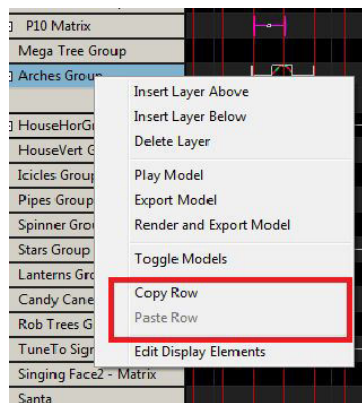 P10 Matrix
Mega Tree Group
Arches Group
Insert Layer Above
Insert Layer Below
HouseHorGr
Delete Layer
HouseVert G
Icicles Group
Play Model
Pipes Group
Export Model
Spinner Grou
Render and Export Model
Stars Group
Toggle Models
Lanterns Gro
Candy Cane
Copy Row
Rob Trees G
Paste Row
TuneTo Sign
Edit Display Elements
Singing Face2 - Matrix
Santa